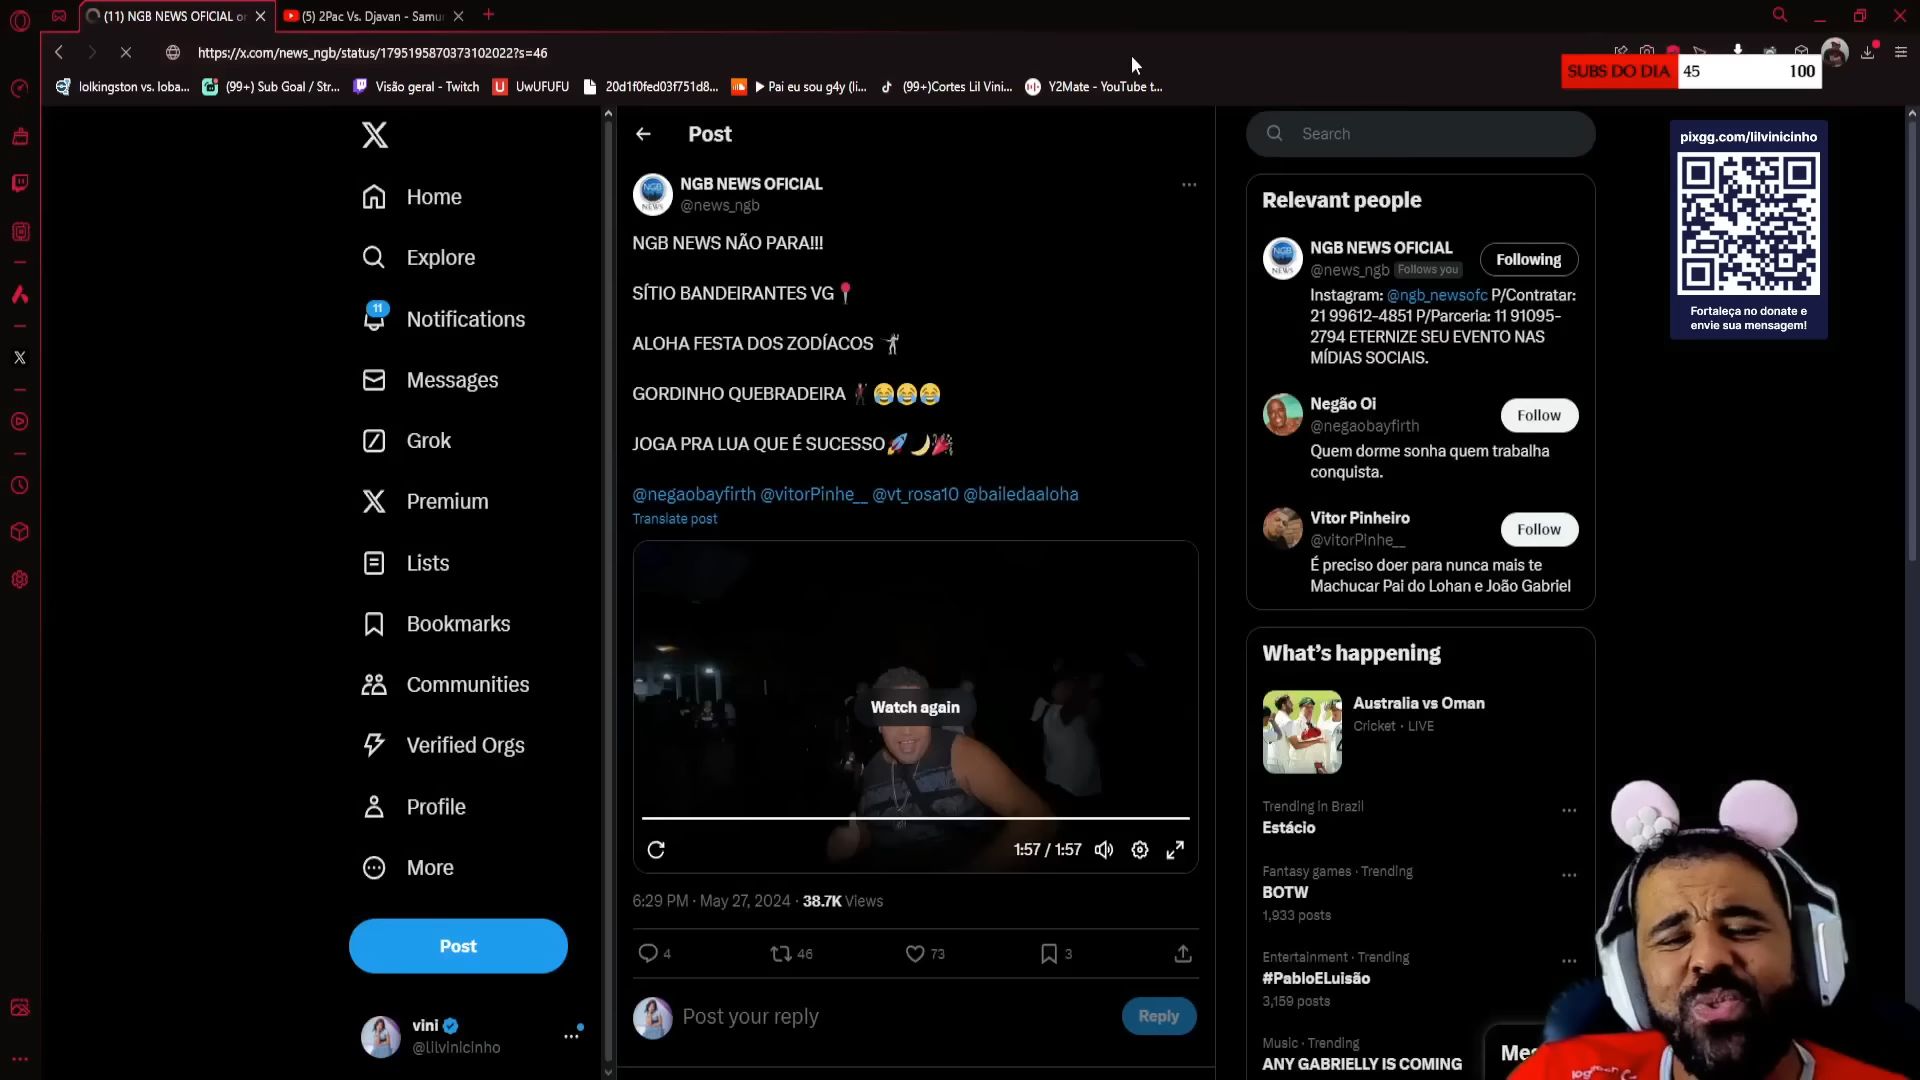 (11) NGB NEWS OFICIAL or
(5) 2Pac Vs. Djavan - Samu
https://x.com/news_ngb/status/1795195870373102022?s=46
lolkingston vs. loba...
(99+) Sub Goal / Str...
Visão geral - Twitch
UwUFUFU
20d1f0fed03f751d8...
Pai eu sou g4y (li...
(99+)Cortes Lil Vini...
Y2Mate - YouTube t...
SUBS DO DIA 45 100
pixgg.com/lilvinicinho
Fortaleça no donate e
envie sua mensagem!
Home
Explore
11
Notifications
Messages
Grok
Premium
Lists
Bookmarks
Communities
Verified Orgs
Profile
More
Post
vini
@lilvinicinho
Post
NGB NEWS OFICIAL
@news_ngb
NGB NEWS NÃO PARA!!!
SÍTIO BANDEIRANTES VG📍
ALOHA FESTA DOS ZODÍACOS
GORDINHO QUEBRADEIRA 😂😂😂
JOGA PRA LUA QUE É SUCESSO🚀🌙🎉
@negaobayfirth @vitorPinhe__ @vt_rosa10 @bailedaaloha
Translate post
Watch again
1:57 / 1:57
6:29 PM · May 27, 2024 · 38.7K Views
4 46 73 3
Post your reply
Reply
Search
Relevant people
NGB NEWS OFICIAL
@news_ngb Follows you
Following
Instagram: @ngb_newsofc P/Contratar:
21 99612-4851 P/Parceria: 11 91095-
2794 ETERNIZE SEU EVENTO NAS
MÍDIAS SOCIAIS.
Negão Oi
@negaobayfirth
Follow
Quem dorme sonha quem trabalha
conquista.
Vitor Pinheiro
@vitorPinhe__
Follow
É preciso doer para nunca mais te
Machucar Pai do Lohan e João Gabriel
What's happening
Australia vs Oman
Cricket · LIVE
Trending in Brazil
Estácio
Fantasy games · Trending
BOTW
1,933 posts
Entertainment · Trending
#PabloELuisão
3,159 posts
Music · Trending
ANY GABRIELLY IS COMING